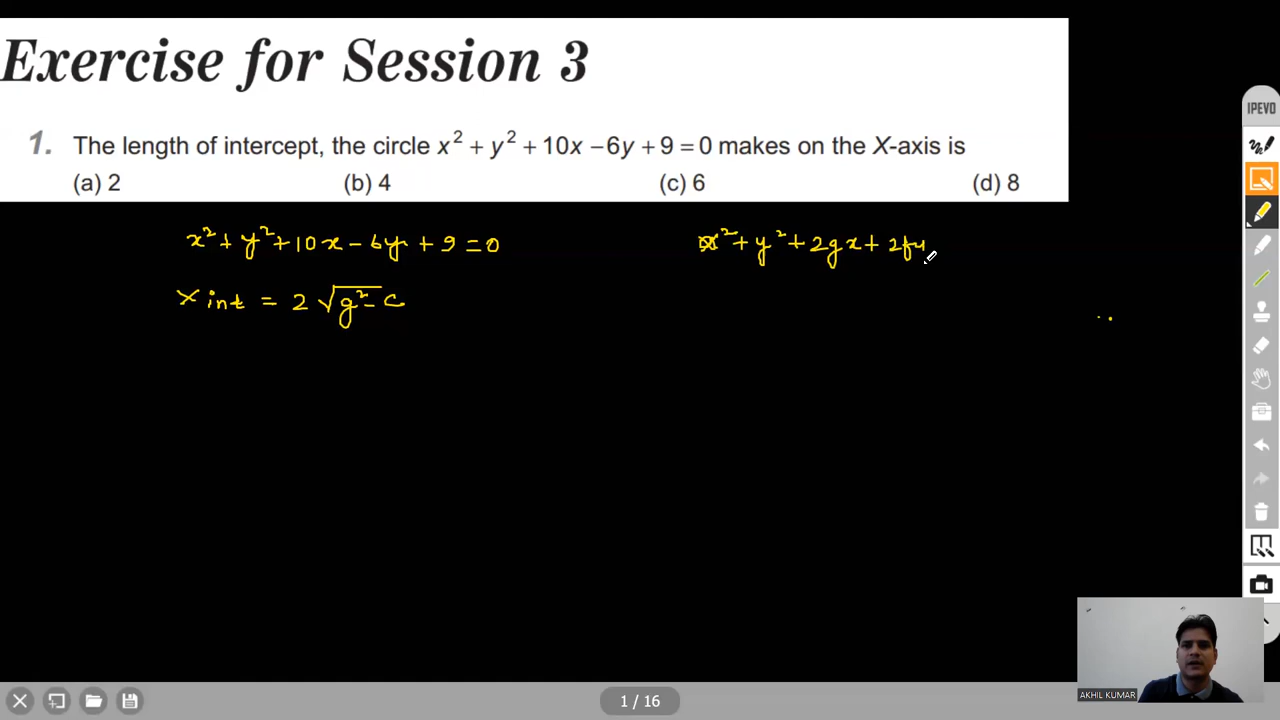 Exercise for Session 3
1. The length of intercept, the circle x² + y² + 10x − 6y + 9 = 0 makes on the X-axis is
(a) 2 (b) 4 (c) 6 (d) 8
x² + y² + 10x − 6y + 9 = 0
x² + y² + 2gx + 2fy
X int = 2 √g² − c
IPEVO
AKHIL KUMAR
1 / 16